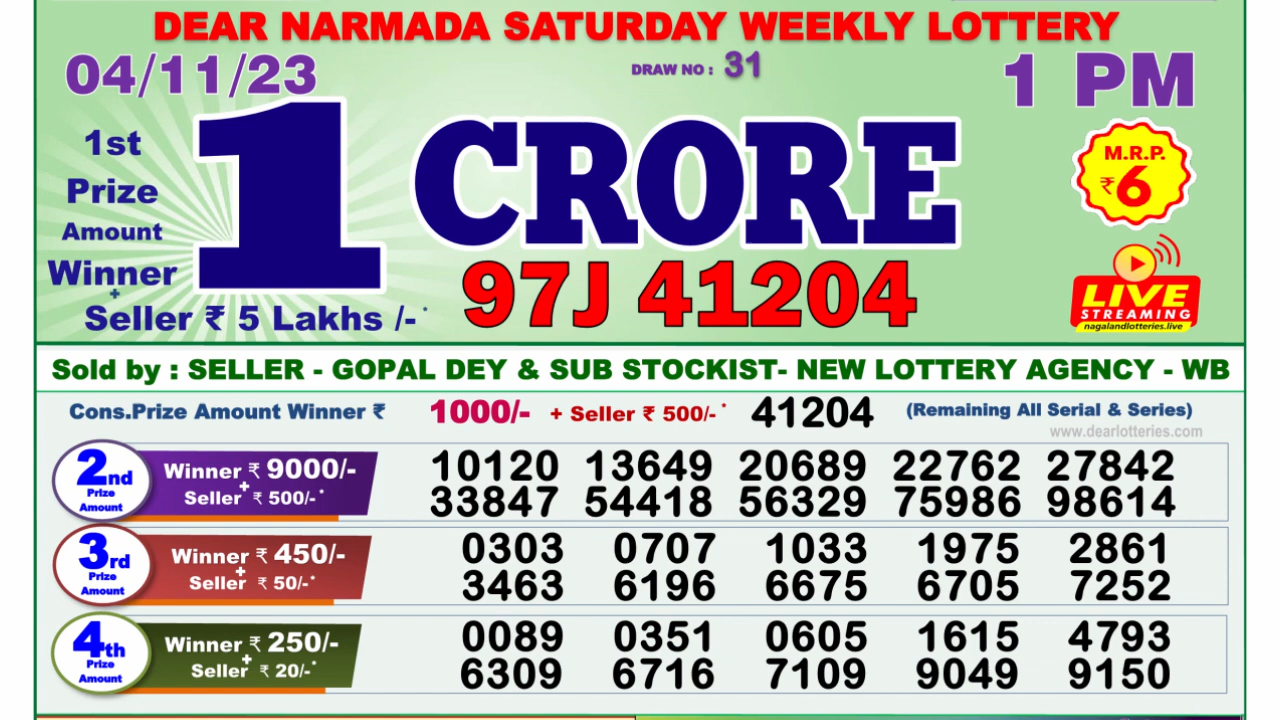 DEAR NARMADA SATURDAY WEEKLY LOTTERY
04/11/23
DRAW NO : 31
1 PM
1st
Prize
Amount
Winner
+
Seller ₹ 5 Lakhs /- *
1 CRORE
97J 41204
M.R.P.
₹6
LIVE
STREAMING
nagalandlotteries.live
Sold by : SELLER - GOPAL DEY & SUB STOCKIST- NEW LOTTERY AGENCY - WB
Cons.Prize Amount Winner ₹ 1000/- + Seller ₹ 500/- * 41204 (Remaining All Serial & Series)
www.dearlotteries.com
2nd
Prize
Amount
Winner ₹ 9000/-
+
Seller ₹ 500/- *
10120 13649 20689 22762 27842
33847 54418 56329 75986 98614
3rd
Prize
Amount
Winner ₹ 450/-
+
Seller ₹ 50/- *
0303 0707 1033 1975 2861
3463 6196 6675 6705 7252
4th
Prize
Amount
Winner ₹ 250/-
+
Seller ₹ 20/- *
0089 0351 0605 1615 4793
6309 6716 7109 9049 9150